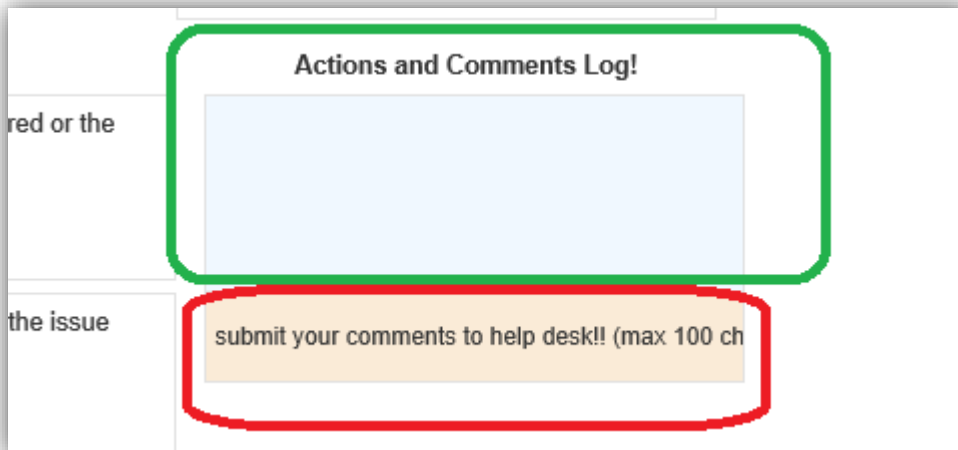 Actions and Comments Log!
red or the
the issue
submit your comments to help desk!! (max 100 ch